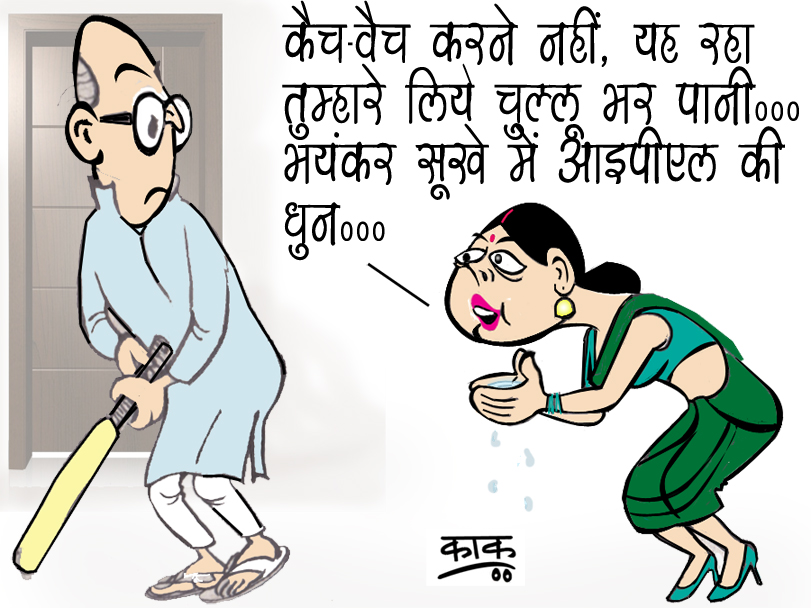 कैच-वैच करने नहीं, यह रहा
तुम्हारे लिये चुल्लू भर पानी...
भयंकर सूखे में आइपीएल की
धुन...
काक